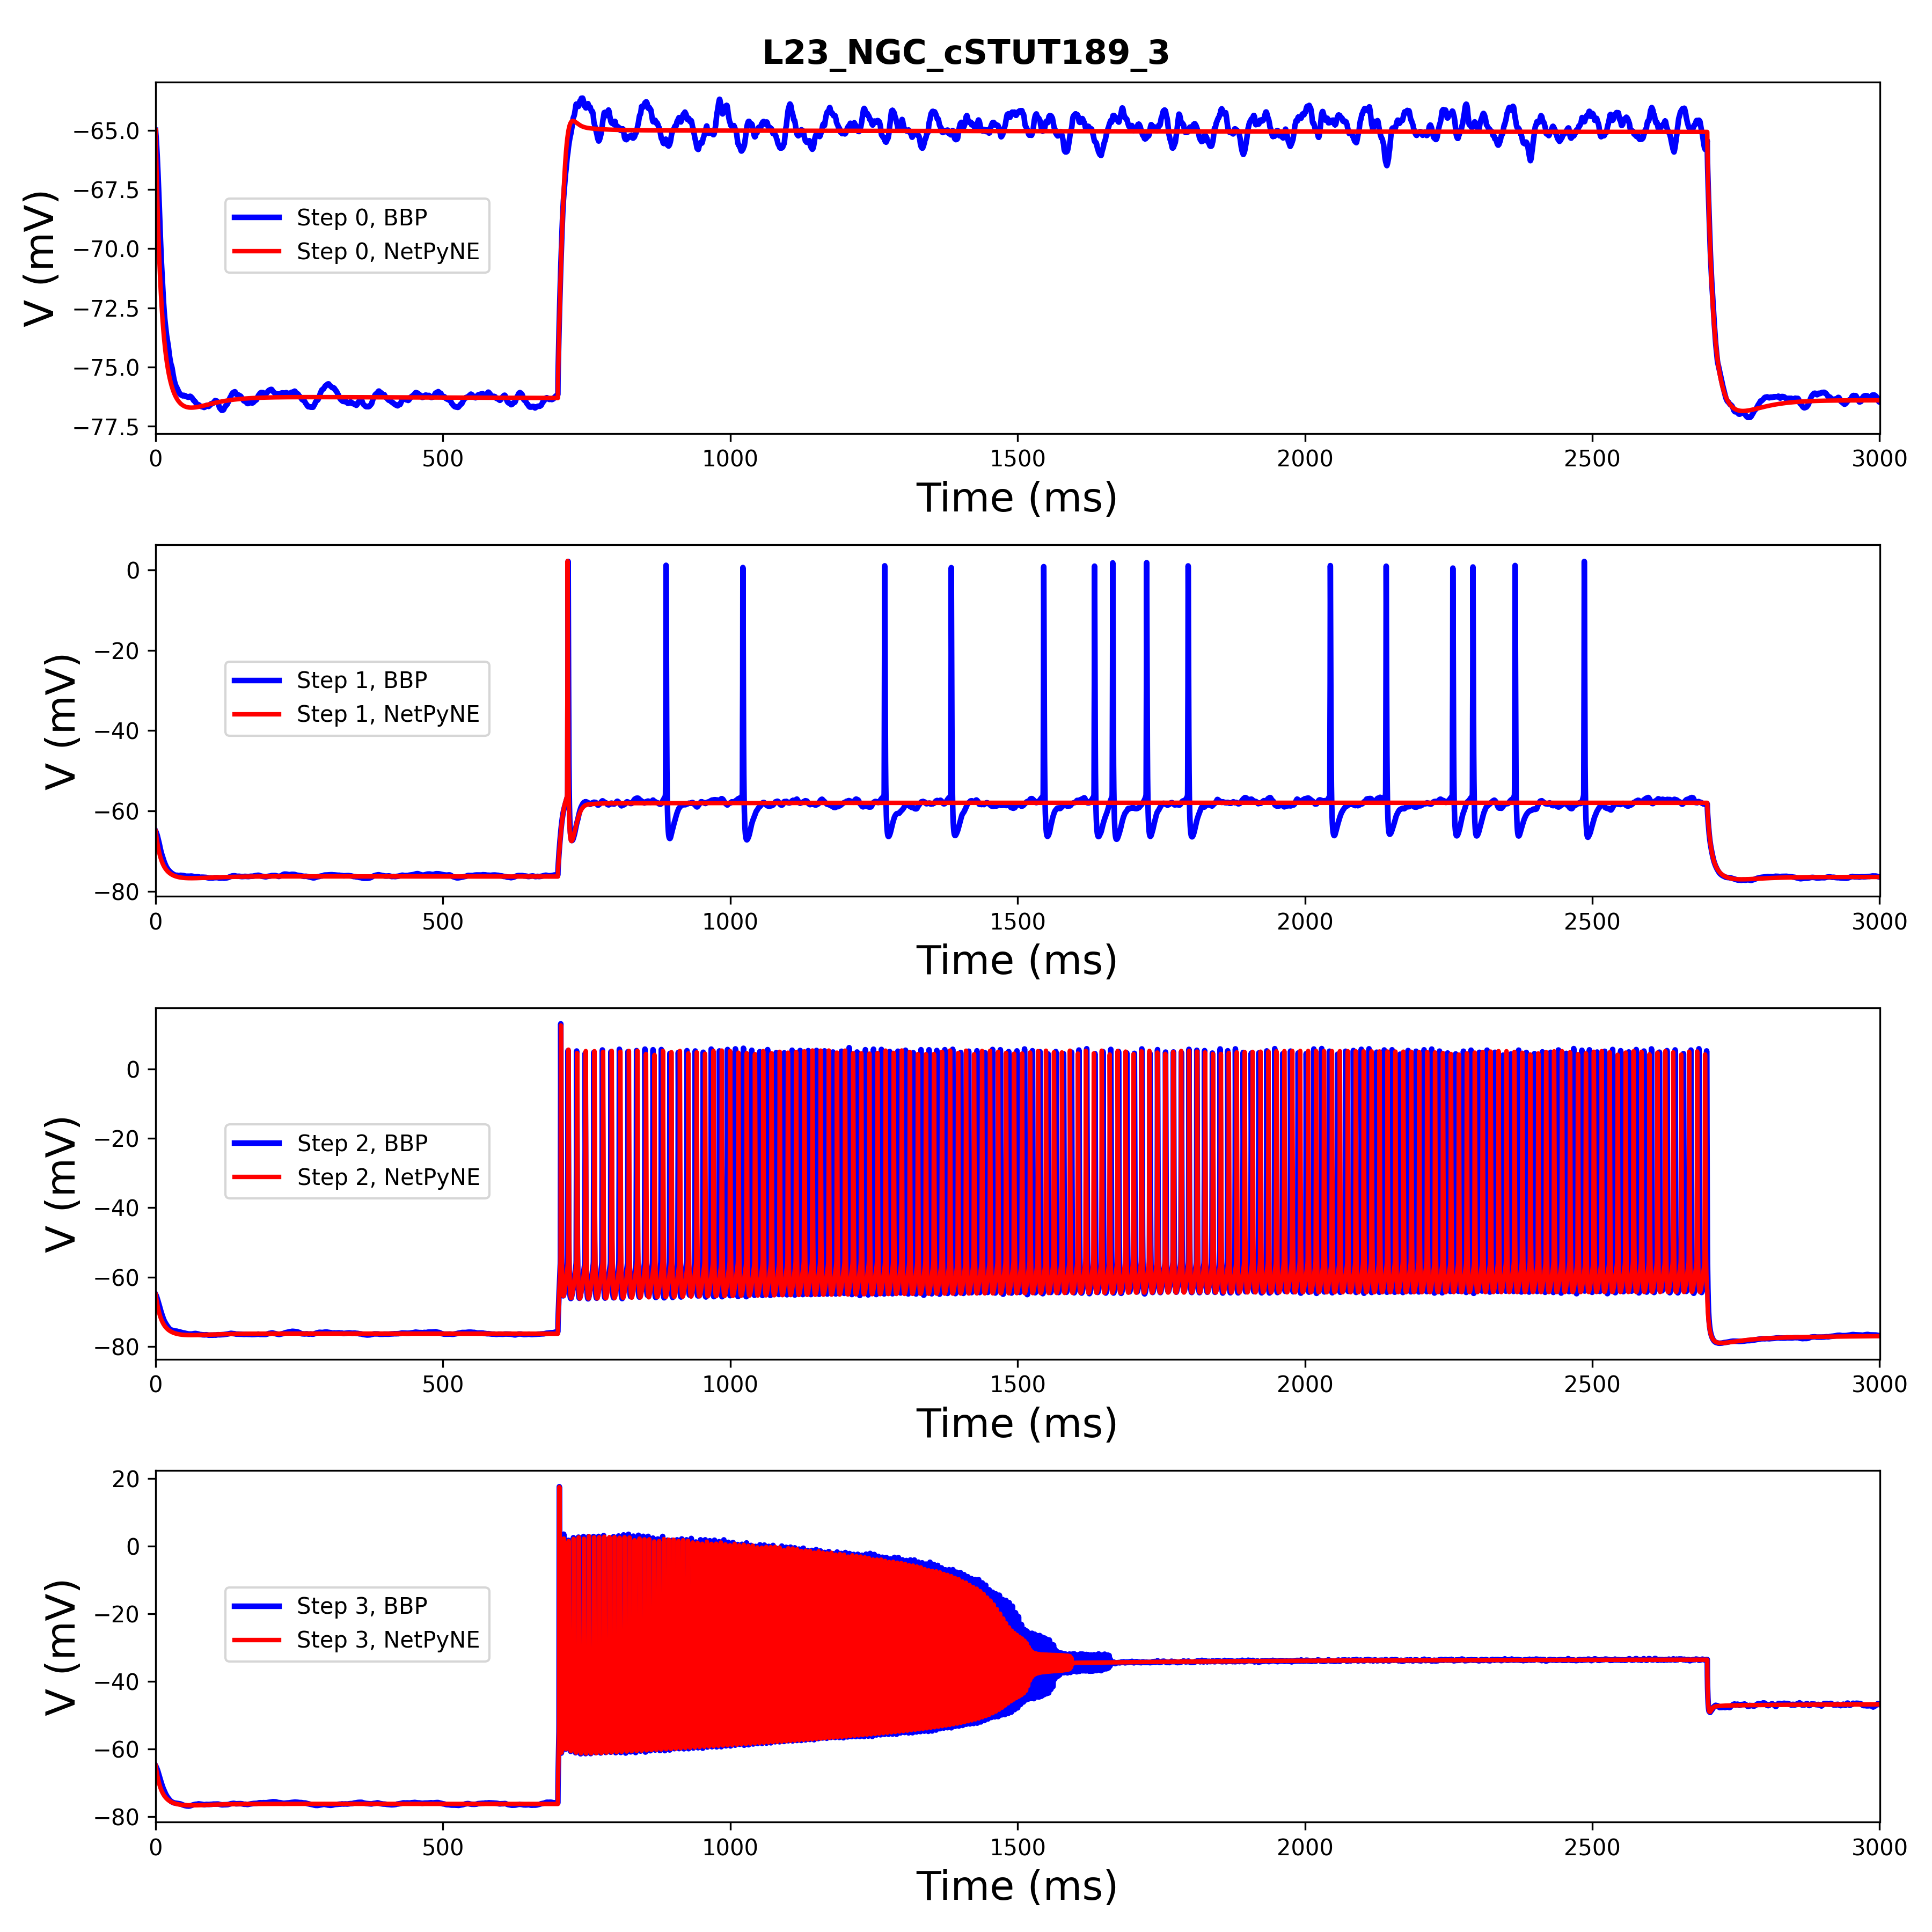 L23_NGC_cSTUT189_3
V (mV)
−65.0
−67.5
−70.0
−72.5
−75.0
−77.5
Step 0, BBP
Step 0, NetPyNE
0 500 1000 1500 2000 2500 3000
Time (ms)
V (mV)
0
−20
−40
−60
−80
Step 1, BBP
Step 1, NetPyNE
0 500 1000 1500 2000 2500 3000
Time (ms)
V (mV)
0
−20
−40
−60
−80
Step 2, BBP
Step 2, NetPyNE
0 500 1000 1500 2000 2500 3000
Time (ms)
V (mV)
20
0
−20
−40
−60
−80
Step 3, BBP
Step 3, NetPyNE
0 500 1000 1500 2000 2500 3000
Time (ms)